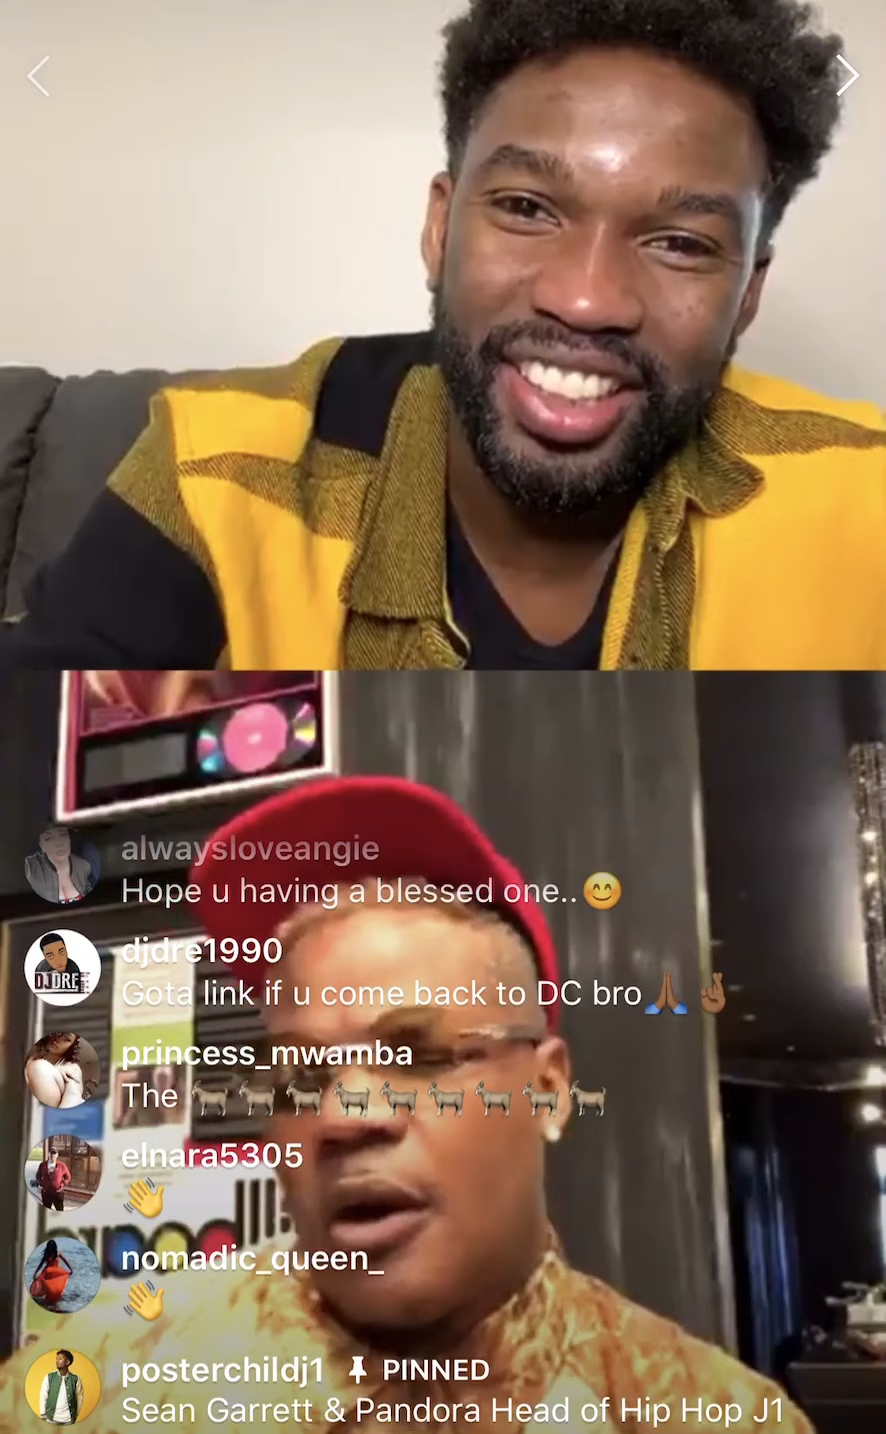 alwaysloveangie
Hope u having a blessed one..😊
djdre1990
DJDRE
Gota link if u come back to DC bro🙏🏾🤞🏾
princess_mwamba
The 🐐🐐🐐🐐🐐🐐🐐🐐🐐
elnara5305
👋
nomadic_queen_
👋
posterchildj1 📌 PINNED
Sean Garrett & Pandora Head of Hip Hop J1